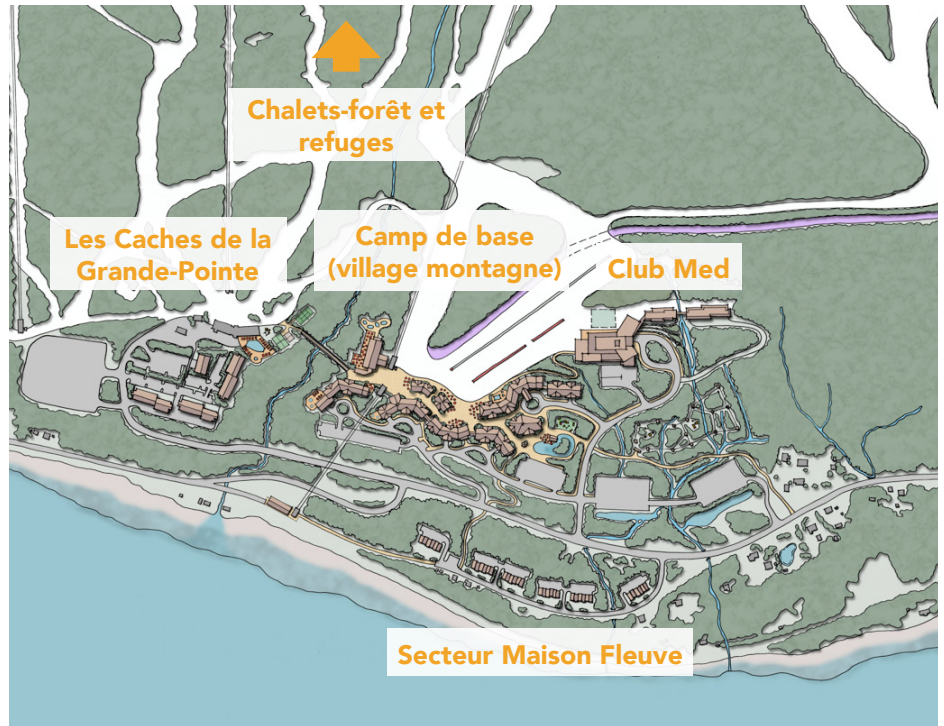 Chalets-forêt et
refuges
Les Caches de la
Grande-Pointe
Camp de base
(village montagne)
Club Med
Secteur Maison Fleuve